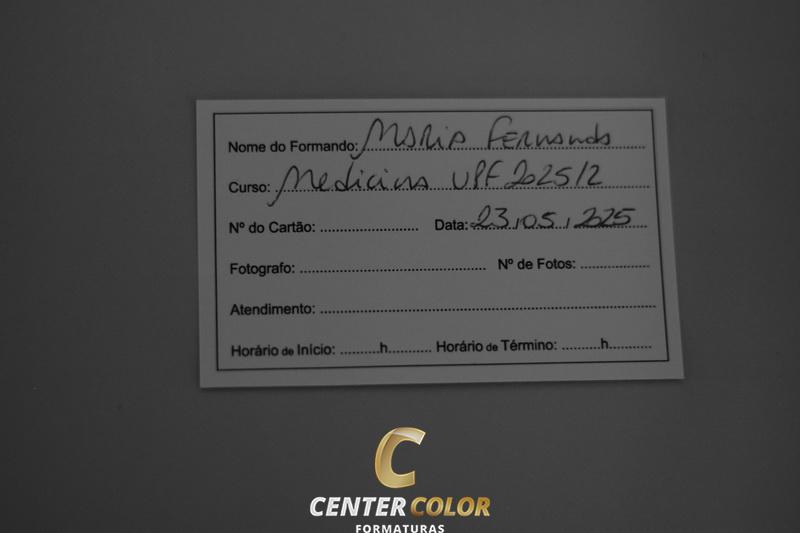 Nome do Formando: Maria Fernanda
Curso: Medicina UPF 2025/2
Nº do Cartão: .................... Data: 23/05/2025
Fotografo: .................... Nº de Fotos: ....................
Atendimento: ....................
Horário de Início: ..........h.......... Horário de Término: ..........h..........
C
CENTER COLOR
FORMATURAS